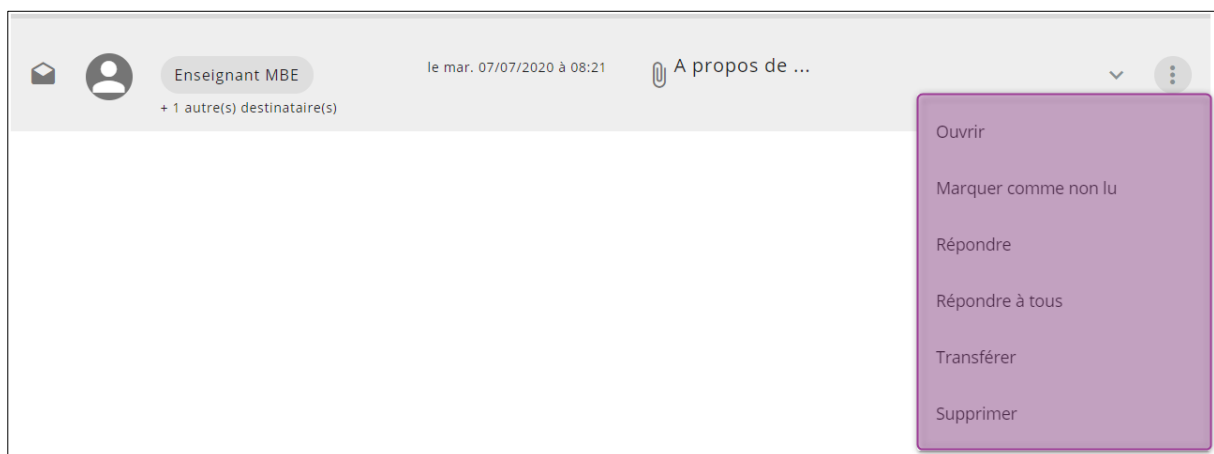 Enseignant MBE
le mar. 07/07/2020 à 08:21
A propos de ...
+ 1 autre(s) destinataire(s)
Ouvrir
Marquer comme non lu
Répondre
Répondre à tous
Transférer
Supprimer